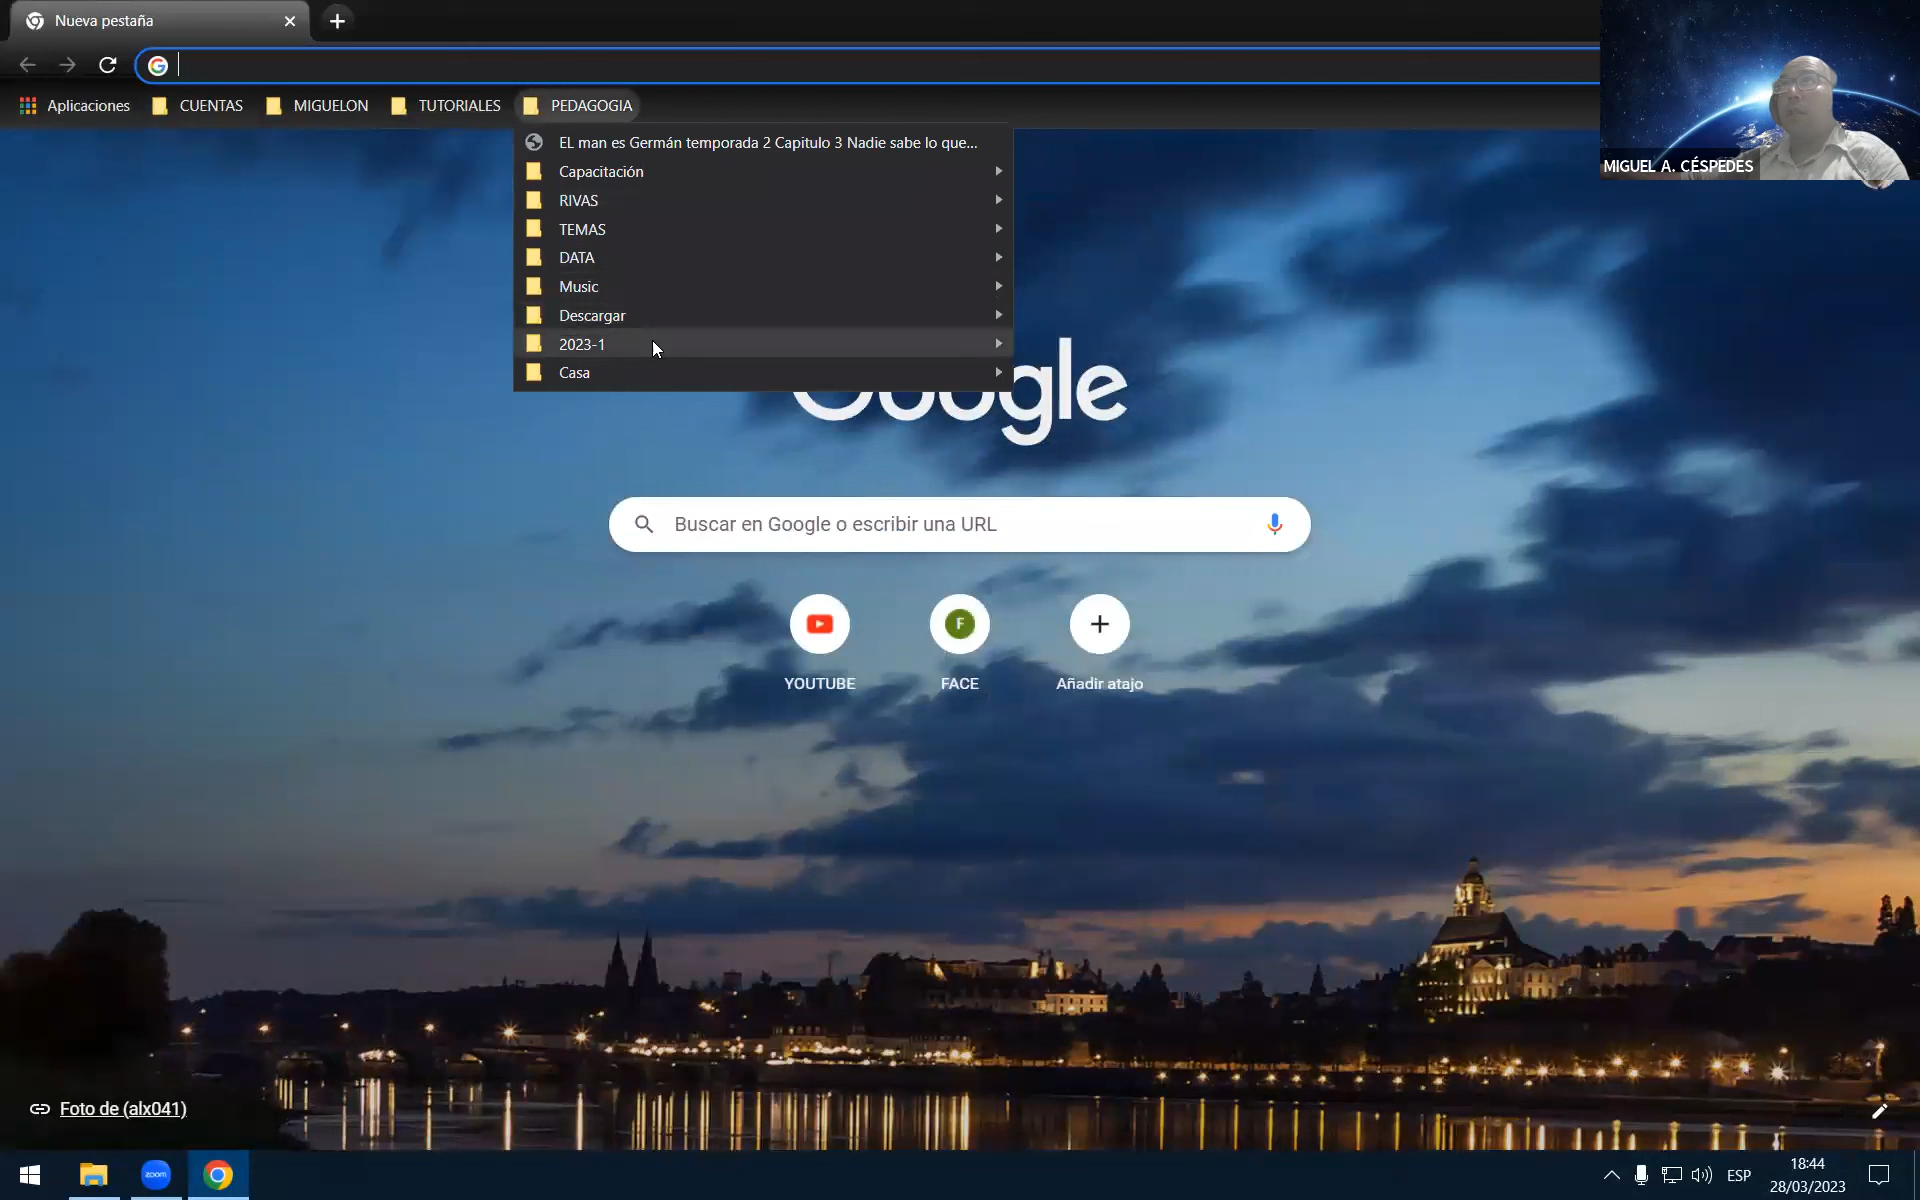 Nueva pestaña
Aplicaciones
CUENTAS
MIGUELON
TUTORIALES
PEDAGOGIA
MIGUEL A. CÉSPEDES
EL man es Germán temporada 2 Capitulo 3 Nadie sabe lo que...
Capacitación
RIVAS
TEMAS
DATA
Music
Descargar
2023-1
Casa
Google
Buscar en Google o escribir una URL
F
YOUTUBE
FACE
Añadir atajo
Foto de (alx041)
zoom
ESP
18:44
28/03/2023